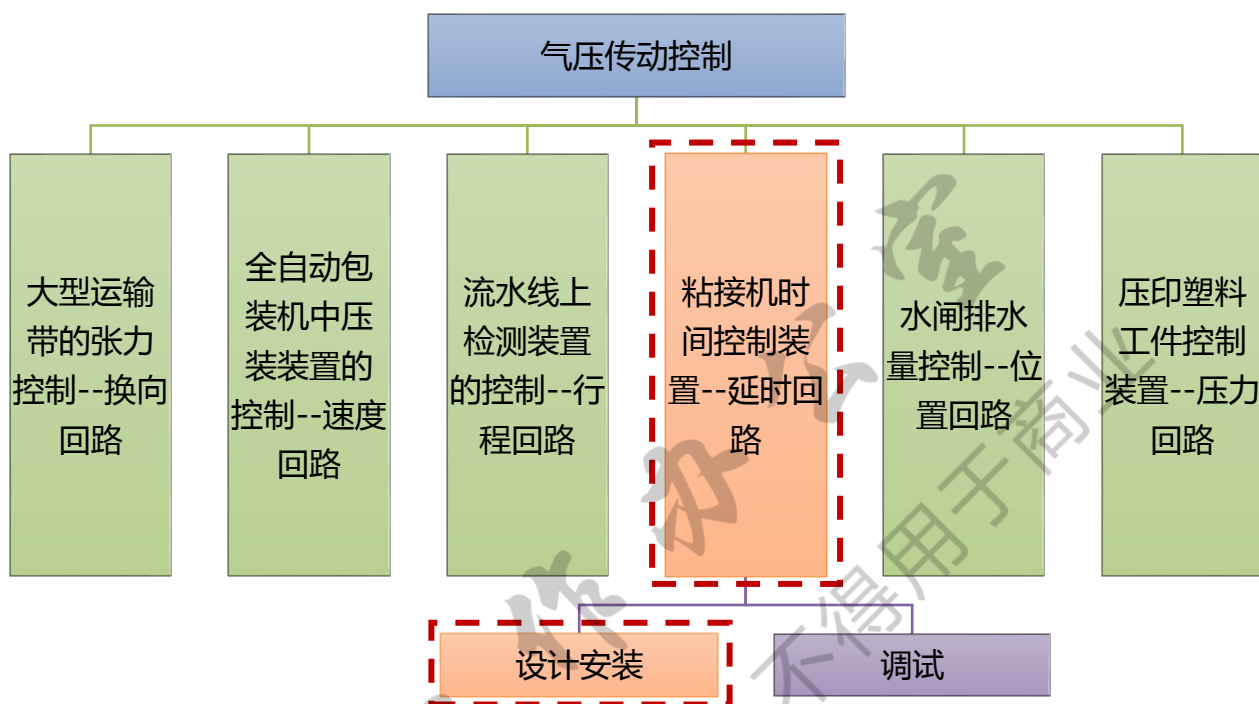 气压传动控制
大型运输
带的张力
控制--换向
回路
全自动包
装机中压
装装置的
控制--速度
回路
流水线上
检测装置
的控制--行
程回路
粘接机时
间控制装
置--延时回
路
水闸排水
量控制--位
置回路
压印塑料
工件控制
装置--压力
回路
设计安装
调试
作办公室
不得用于商业